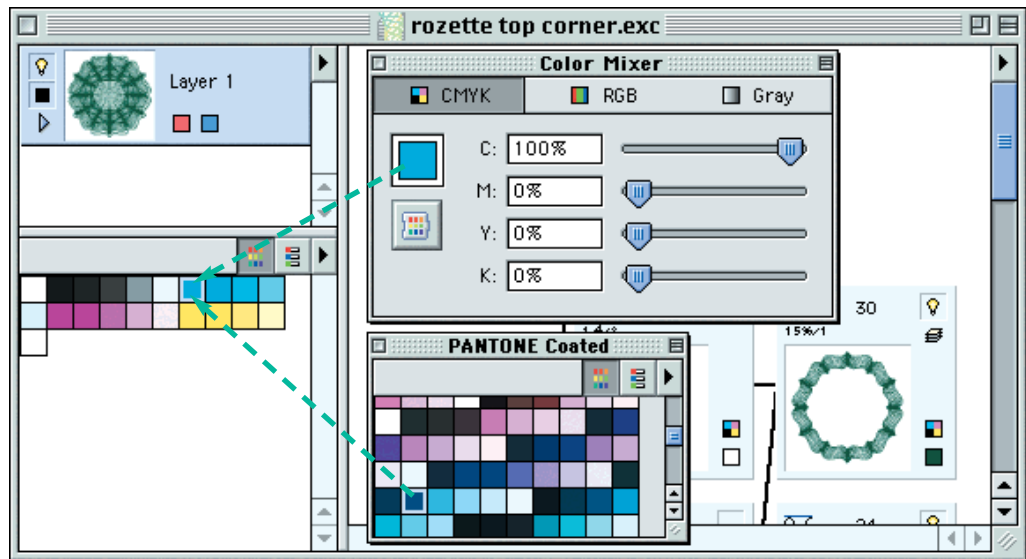 rozette top corner.exc
Layer 1
Color Mixer
CMYK
RGB
Gray
C: 100%
M: 0%
Y: 0%
K: 0%
30
15%/1
PANTONE Coated